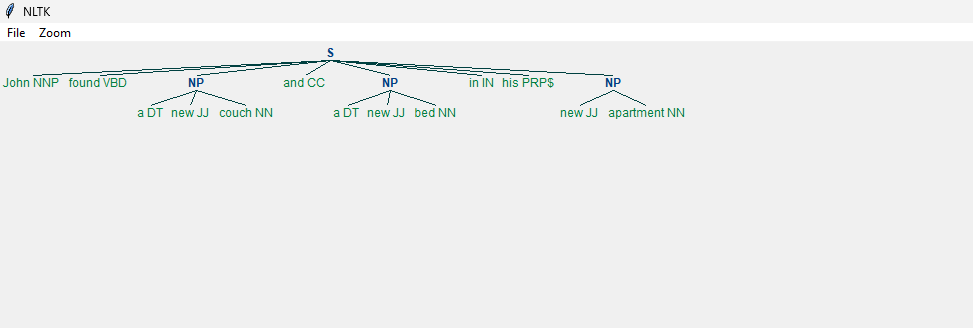 NLTK
File Zoom
S
John NNP found VBD NP and CC NP in IN his PRP$ NP
a DT new JJ couch NN a DT new JJ bed NN new JJ apartment NN